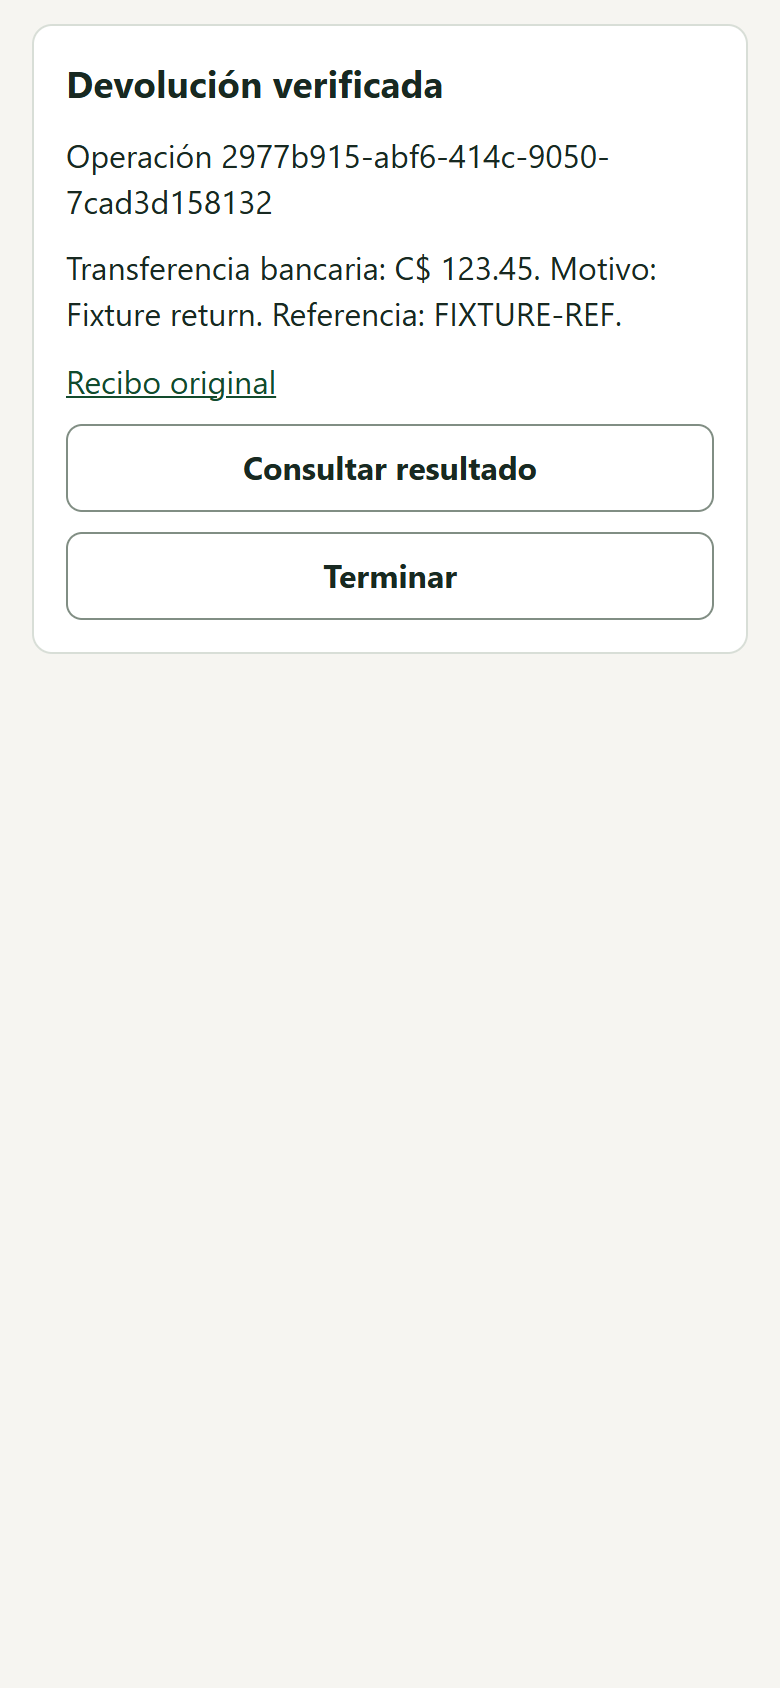 Devolución verificada
Operación 2977b915-abf6-414c-9050-
7cad3d158132
Transferencia bancaria: C$ 123.45. Motivo:
Fixture return. Referencia: FIXTURE-REF.
Recibo original
Consultar resultado
Terminar